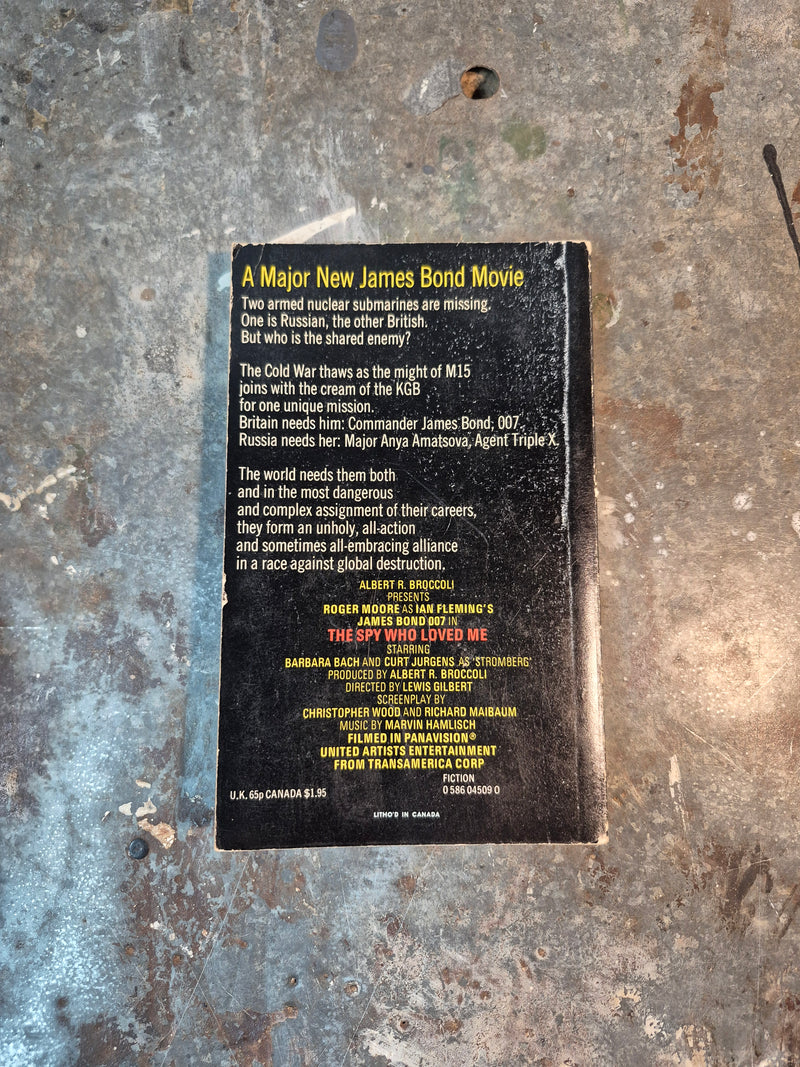 A Major New James Bond Movie
Two armed nuclear submarines are missing.
One is Russian, the other British.
But who is the shared enemy?
The Cold War thaws as the might of M15
joins with the cream of the KGB
for one unique mission.
Britain needs him: Commander James Bond, 007.
Russia needs her: Major Anya Amatsova, Agent Triple X.
The world needs them both
and in the most dangerous
and complex assignment of their careers,
they form an unholy, all-action
and sometimes all-embracing alliance
in a race against global destruction.
ALBERT R. BROCCOLI
PRESENTS
ROGER MOORE AS IAN FLEMING'S
JAMES BOND 007 IN
THE SPY WHO LOVED ME
STARRING
BARBARA BACH AND CURT JURGENS AS 'STROMBERG'
PRODUCED BY ALBERT R. BROCCOLI
DIRECTED BY LEWIS GILBERT
SCREENPLAY BY
CHRISTOPHER WOOD AND RICHARD MAIBAUM
MUSIC BY MARVIN HAMLISCH
FILMED IN PANAVISION®
UNITED ARTISTS ENTERTAINMENT
FROM TRANSAMERICA CORP
FICTION
U.K. 65p CANADA $1.95 0 586 04509 0
LITHO'D IN CANADA